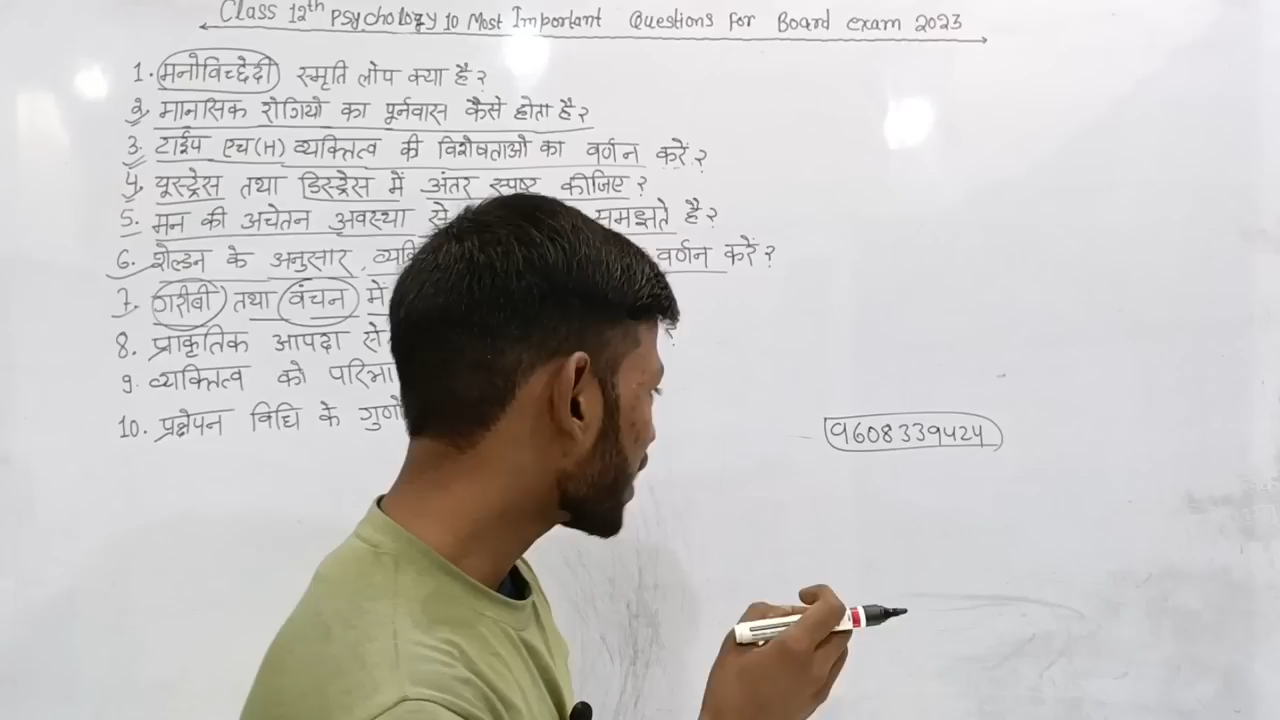 Class 12th Psychology 10 Most Important Questions For Board exam 2023
1. मनोविच्छेदी स्मृति लोप क्या है?
2. मानसिक रोगियो का पूर्नवास कैसे होता है?
3. टाईप एच(H) व्यक्तित्व की विशेषताओ का वर्णन करें?
4. यूस्ट्रेस तथा डिस्ट्रेस में अंतर स्पष्ट कीजिए?
5. मन की अचेतन अवस्था से समझते है?
6. शेल्डन के अनुसार वर्णन करें?
7. गरीबी तथा वंचन में
8. प्राकृतिक आपदा से
9. व्यक्तित्व को
10. प्रक्षेपन विधि के
9608339424